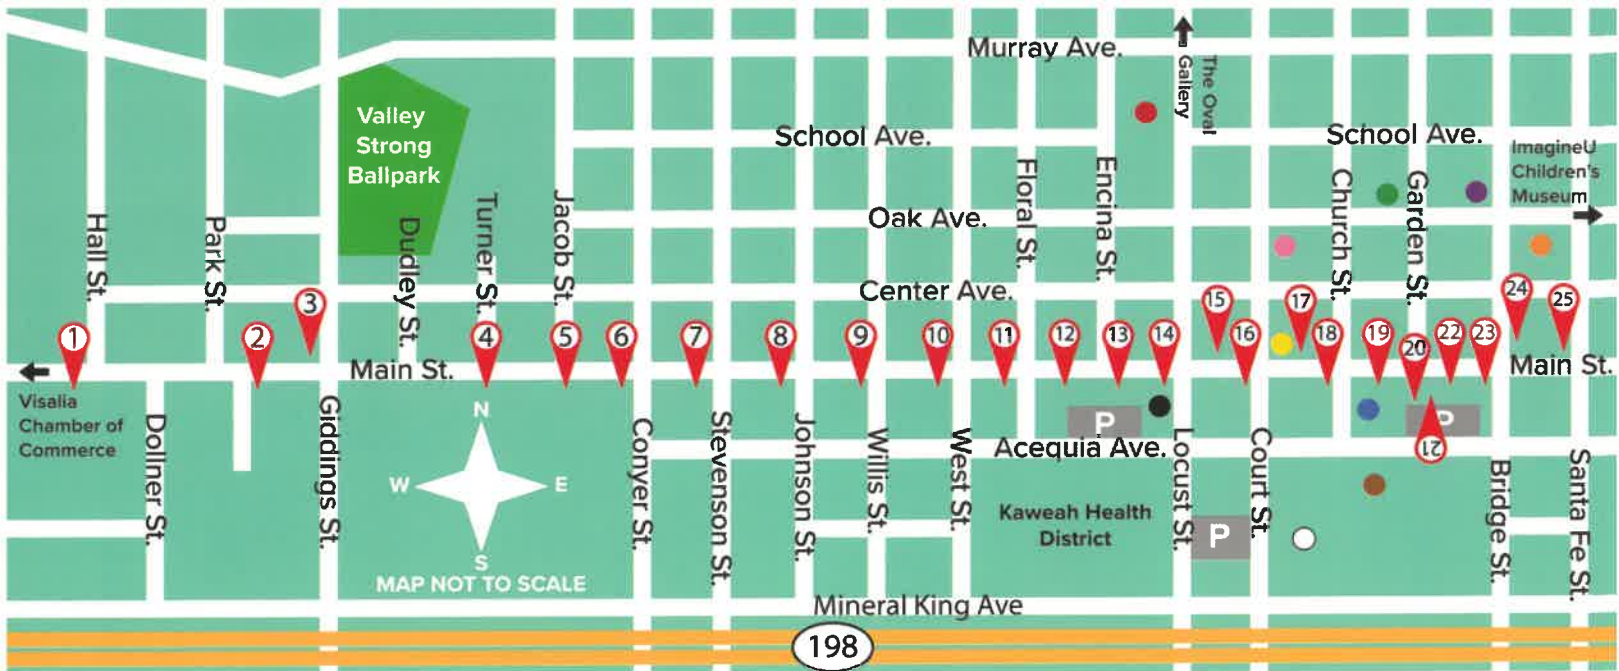 Murray Ave.
The Oval
Gallery
Valley
Strong
Ballpark
School Ave.
School Ave.
ImagineU
Children's
Museum
Hall St.
Park St.
Dudley St.
Turner St.
Jacob St.
Oak Ave.
Floral St.
Encina St.
Church St.
Garden St.
Center Ave.
1
2
3
4
5
6
7
8
9
10
11
12
13
14
15
16
17
18
19
20
21
22
23
24
25
Main St.
Main St.
Visalia
Chamber of
Commerce
Dollner St.
Giddings St.
N
W
E
S
MAP NOT TO SCALE
Conyer St.
Stevenson St.
Johnson St.
Willis St.
West St.
P
Acequia Ave.
Kaweah Health
District
Locust St.
P
Court St.
P
Bridge St.
Santa Fe St.
Mineral King Ave
198